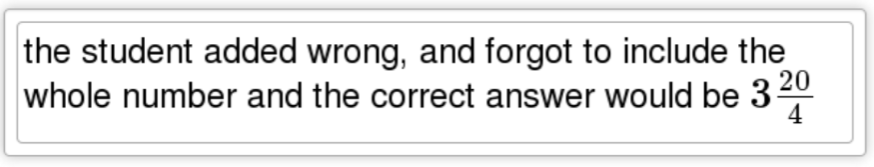 the student added wrong, and forgot to include the
whole number and the correct answer would be 3 20/4